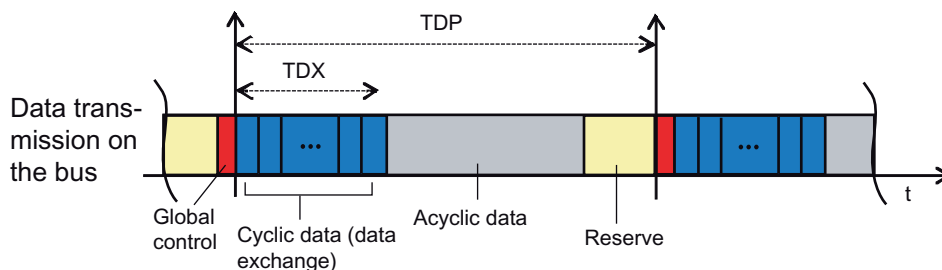 TDP
TDX
Data trans-
mission on
the bus
...
...
t
Global
control
Cyclic data (data
exchange)
Acyclic data
Reserve